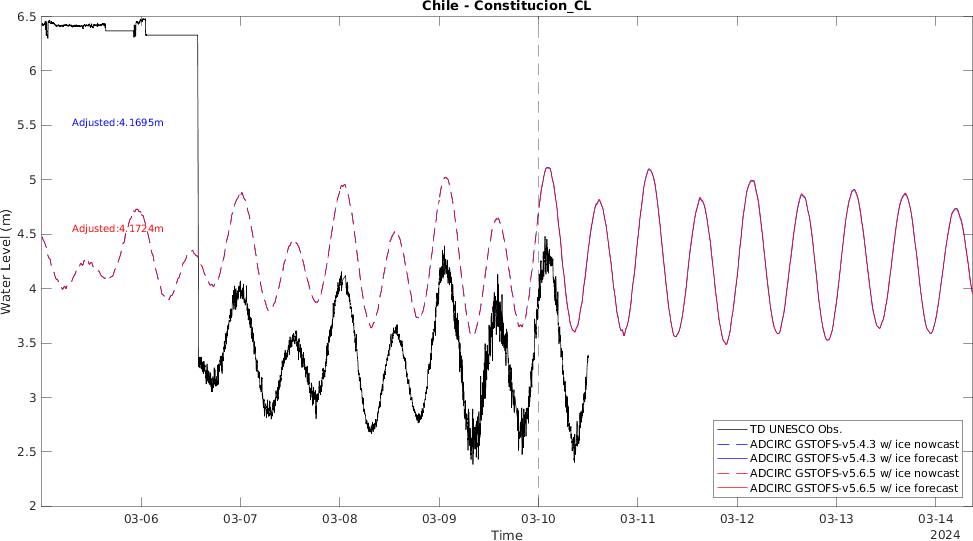 Chile - Constitucion_CL
6.5
6
5.5
5
4.5
4
3.5
3
2.5
2
Water Level (m)
Adjusted:4.1695m
Adjusted:4.1724m
TD UNESCO Obs.
ADCIRC GSTOFS-v5.4.3 w/ ice nowcast
ADCIRC GSTOFS-v5.4.3 w/ ice forecast
ADCIRC GSTOFS-v5.6.5 w/ ice nowcast
ADCIRC GSTOFS-v5.6.5 w/ ice forecast
03-06 03-07 03-08 03-09 03-10 03-11 03-12 03-13 03-14
Time
2024